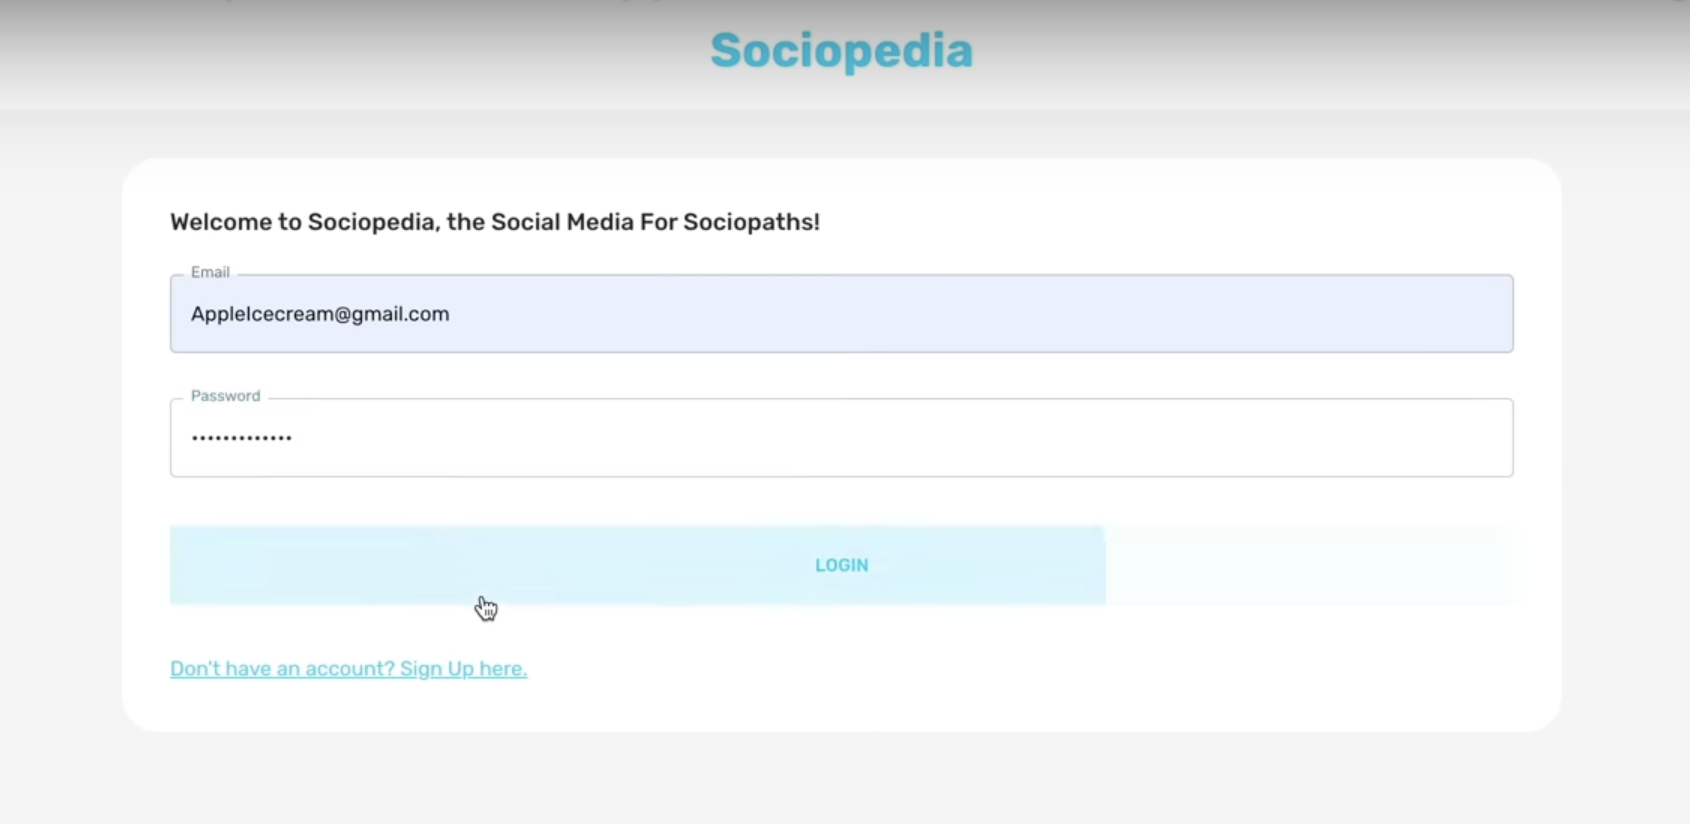 Sociopedia
Welcome to Sociopedia, the Social Media For Sociopaths!
Email
AppleIcecream@gmail.com
Password
•••••••••••••
LOGIN
Don't have an account? Sign Up here.